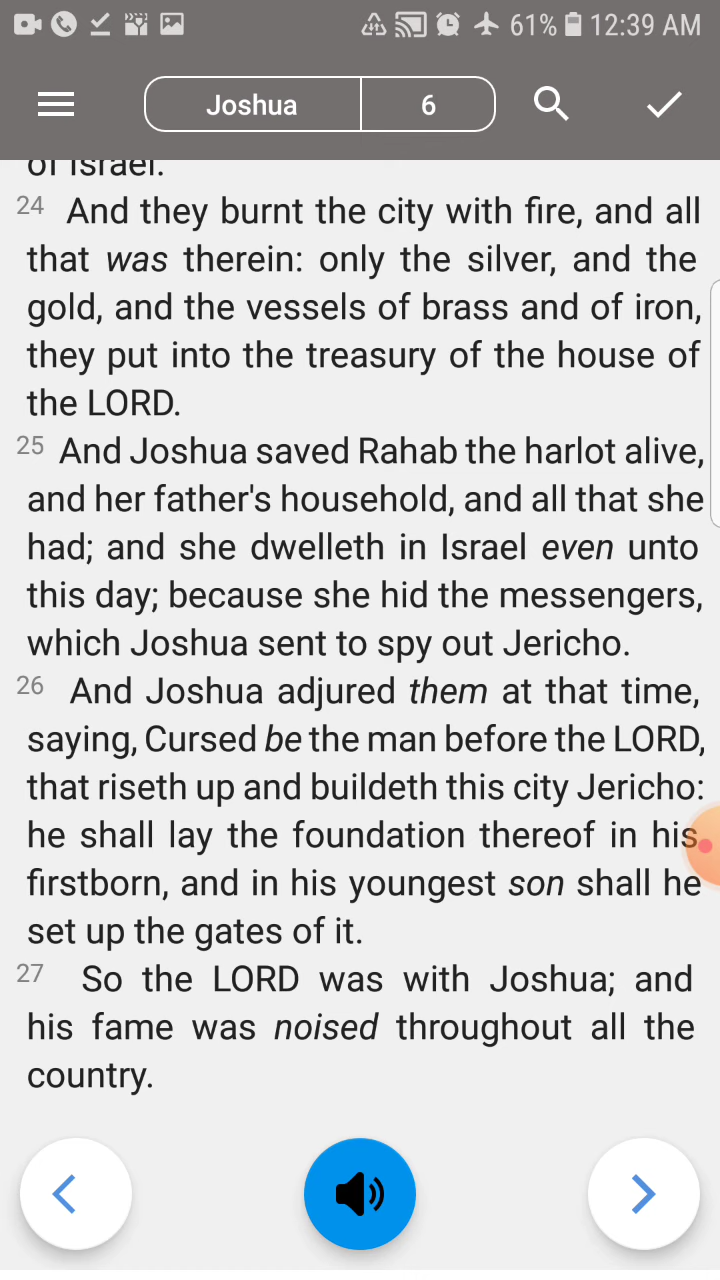 61% 12:39 AM
Joshua 6
of Israel.
24 And they burnt the city with fire, and all
that was therein: only the silver, and the
gold, and the vessels of brass and of iron,
they put into the treasury of the house of
the LORD.
25 And Joshua saved Rahab the harlot alive,
and her father's household, and all that she
had; and she dwelleth in Israel even unto
this day; because she hid the messengers,
which Joshua sent to spy out Jericho.
26 And Joshua adjured them at that time,
saying, Cursed be the man before the LORD,
that riseth up and buildeth this city Jericho:
he shall lay the foundation thereof in his
firstborn, and in his youngest son shall he
set up the gates of it.
27 So the LORD was with Joshua; and
his fame was noised throughout all the
country.